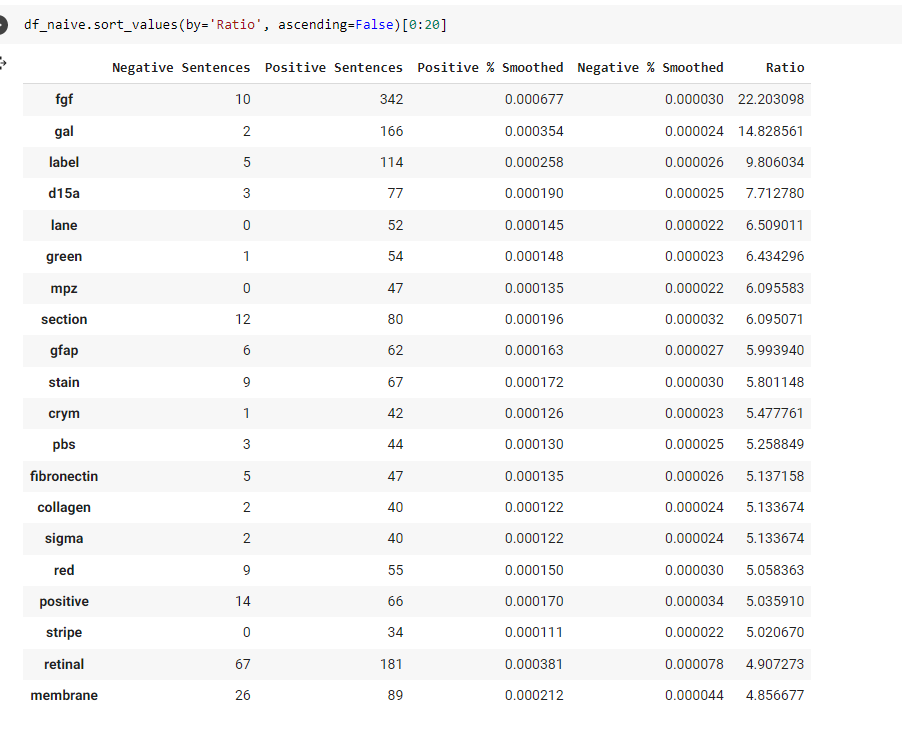 df_naive.sort_values(by='Ratio', ascending=False)[0:20]
Negative Sentences Positive Sentences Positive % Smoothed Negative % Smoothed Ratio
fgf 10 342 0.000677 0.000030 22.203098
gal 2 166 0.000354 0.000024 14.828561
label 5 114 0.000258 0.000026 9.806034
d15a 3 77 0.000190 0.000025 7.712780
lane 0 52 0.000145 0.000022 6.509011
green 1 54 0.000148 0.000023 6.434296
mpz 0 47 0.000135 0.000022 6.095583
section 12 80 0.000196 0.000032 6.095071
gfap 6 62 0.000163 0.000027 5.993940
stain 9 67 0.000172 0.000030 5.801148
crym 1 42 0.000126 0.000023 5.477761
pbs 3 44 0.000130 0.000025 5.258849
fibronectin 5 47 0.000135 0.000026 5.137158
collagen 2 40 0.000122 0.000024 5.133674
sigma 2 40 0.000122 0.000024 5.133674
red 9 55 0.000150 0.000030 5.058363
positive 14 66 0.000170 0.000034 5.035910
stripe 0 34 0.000111 0.000022 5.020670
retinal 67 181 0.000381 0.000078 4.907273
membrane 26 89 0.000212 0.000044 4.856677